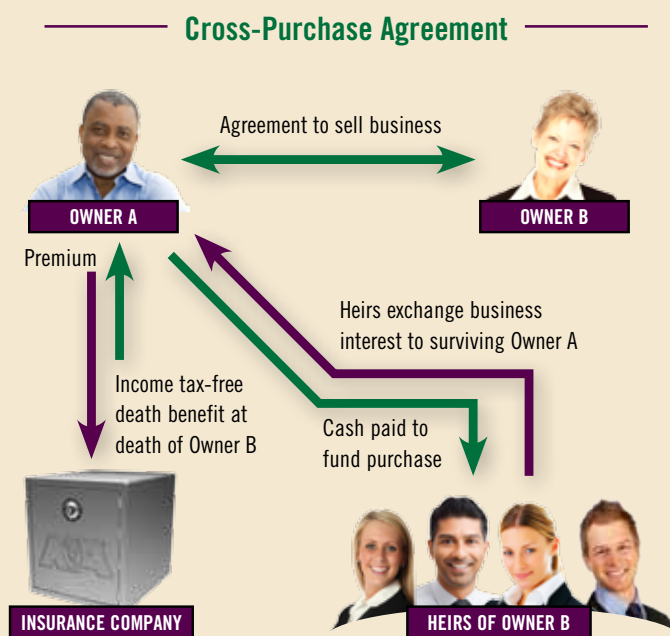 Cross-Purchase Agreement
Agreement to sell business
OWNER A
OWNER B
Premium
Heirs exchange business
interest to surviving Owner A
Income tax-free
death benefit at
death of Owner B
Cash paid to
fund purchase
INSURANCE COMPANY
HEIRS OF OWNER B